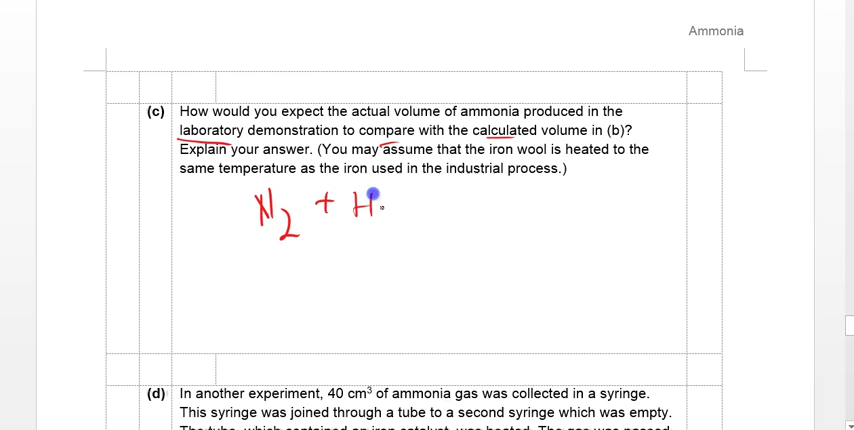 Ammonia
(c) How would you expect the actual volume of ammonia produced in the
laboratory demonstration to compare with the calculated volume in (b)?
Explain your answer. (You may assume that the iron wool is heated to the
same temperature as the iron used in the industrial process.)
N₂ + H
(d) In another experiment, 40 cm³ of ammonia gas was collected in a syringe.
This syringe was joined through a tube to a second syringe which was empty.